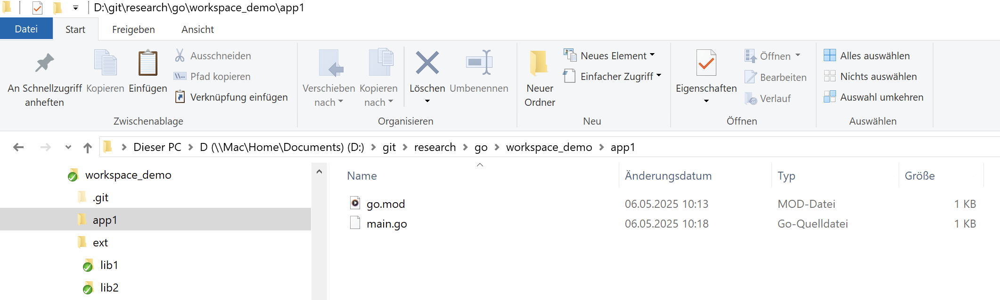 D:\git\research\go\workspace_demo\app1
Datei
Start
Freigeben
Ansicht
An Schnellzugriff
anheften
Kopieren
Einfügen
Ausschneiden
Pfad kopieren
Verknüpfung einfügen
Zwischenablage
Verschieben
nach
Kopieren
nach
Löschen
Umbenennen
Organisieren
Neuer
Ordner
Neues Element
Einfacher Zugriff
Neu
Eigenschaften
Öffnen
Bearbeiten
Verlauf
Öffnen
Alles auswählen
Nichts auswählen
Auswahl umkehren
Auswählen
Dieser PC > D (\\Mac\Home\Documents) (D:) > git > research > go > workspace_demo > app1
workspace_demo
.git
app1
ext
lib1
lib2
Name Änderungsdatum Typ Größe
go.mod 06.05.2025 10:13 MOD-Datei 1 KB
main.go 06.05.2025 10:18 Go-Quelldatei 1 KB